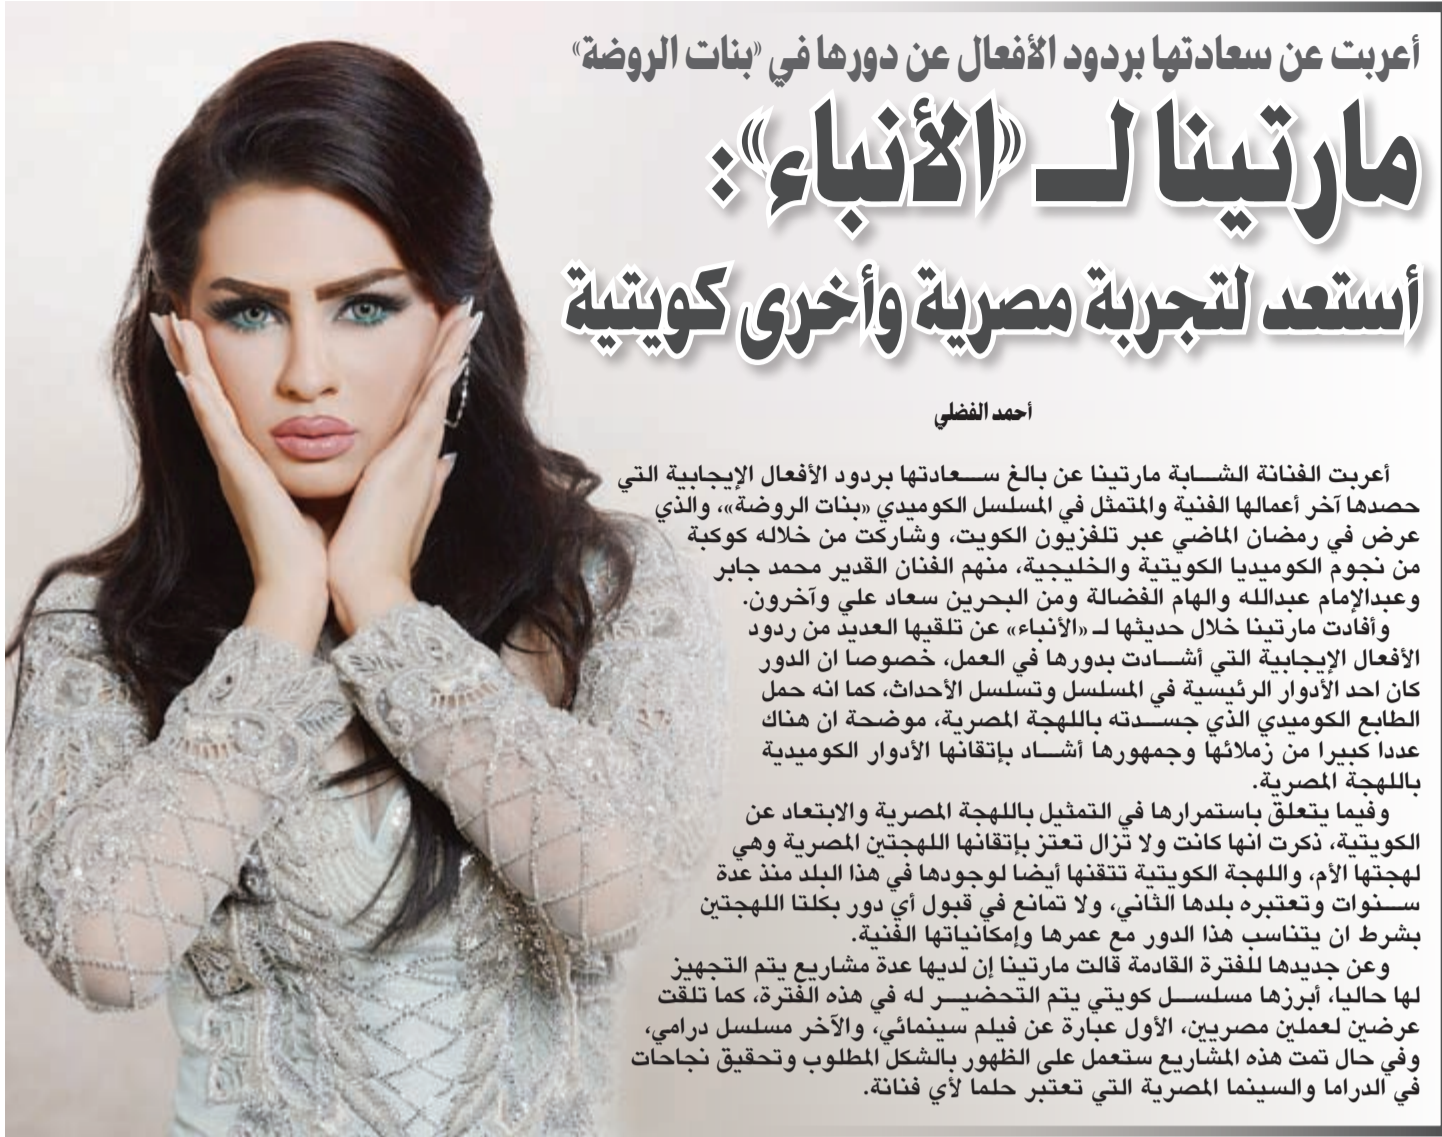 أعربت عن سعادتها بردود الأفعال عن دورها في «بنات الروضة»
مارتينا لـ «الأنباء»:
أستعد لتجربة مصرية وأخرى كويتية
أحمد الفضلي
أعربت الفنانة الشـــابة مارتينا عن بالغ ســـعادتها بردود الأفعال الإيجابية التي
حصدها آخر أعمالها الفنية والمتمثل في المسلسل الكوميدي «بنات الروضة»، والذي
عرض في رمضان الماضي عبر تلفزيون الكويت، وشاركت من خلاله كوكبة
من نجوم الكوميديا الكويتية والخليجية، منهم الفنان القدير محمد جابر
وعبدالإمام عبدالله والهام الفضالة ومن البحرين سعاد علي وآخرون.
وأفادت مارتينا خلال حديثها لـ «الأنباء» عن تلقيها العديد من ردود
الأفعال الإيجابية التي أشـــادت بدورها في العمل، خصوصا ان الدور
كان احد الأدوار الرئيسية في المسلسل وتسلسل الأحداث، كما انه حمل
الطابع الكوميدي الذي جســـدته باللهجة المصرية، موضحة ان هناك
عددا كبيرا من زملائها وجمهورها أشـــاد بإتقانها الأدوار الكوميدية
باللهجة المصرية.
وفيما يتعلق باستمرارها في التمثيل باللهجة المصرية والابتعاد عن
الكويتية، ذكرت انها كانت ولا تزال تعتز بإتقانها اللهجتين المصرية وهي
لهجتها الأم، واللهجة الكويتية تتقنها أيضا لوجودها في هذا البلد منذ عدة
ســـنوات وتعتبره بلدها الثاني، ولا تمانع في قبول أي دور بكلتا اللهجتين
بشرط ان يتناسب هذا الدور مع عمرها وإمكانياتها الفنية.
وعن جديدها للفترة القادمة قالت مارتينا إن لديها عدة مشاريع يتم التجهيز
لها حاليا، أبرزها مسلســـل كويتي يتم التحضيـــر له في هذه الفترة، كما تلقت
عرضين لعملين مصريين، الأول عبارة عن فيلم سينمائي، والآخر مسلسل درامي،
وفي حال تمت هذه المشاريع ستعمل على الظهور بالشكل المطلوب وتحقيق نجاحات
في الدراما والسينما المصرية التي تعتبر حلما لأي فنانة.